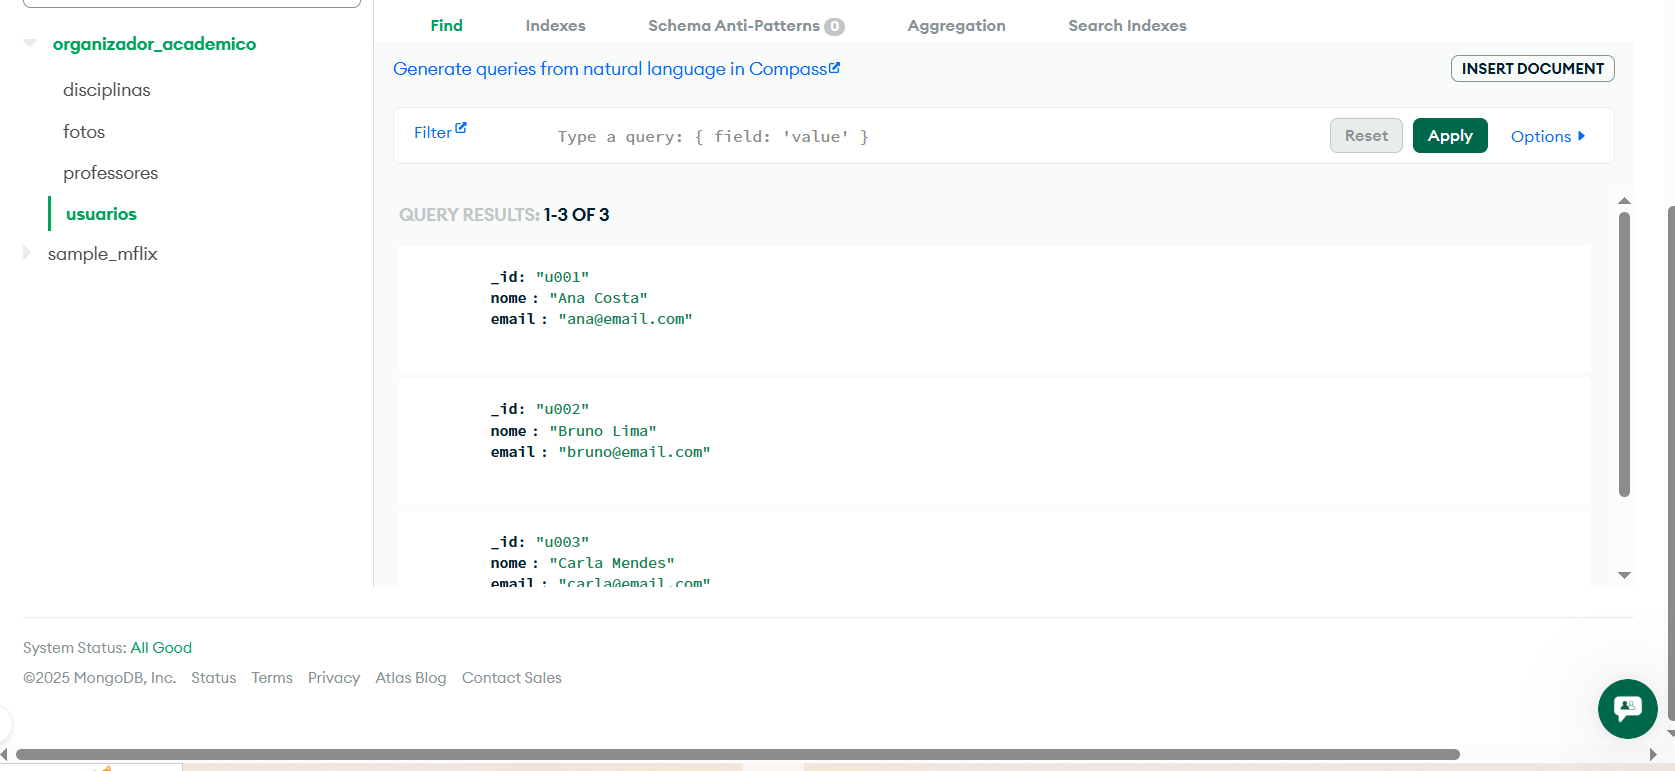 Find Indexes Schema Anti-Patterns 0 Aggregation Search Indexes
organizador_academico
disciplinas
fotos
professores
usuarios
sample_mflix
Generate queries from natural language in Compass
INSERT DOCUMENT
Filter Type a query: { field: 'value' } Reset Apply Options
QUERY RESULTS: 1-3 OF 3
_id: "u001"
nome : "Ana Costa"
email : "ana@email.com"
_id: "u002"
nome : "Bruno Lima"
email : "bruno@email.com"
_id: "u003"
nome : "Carla Mendes"
email : "carla@email.com"
System Status: All Good
©2025 MongoDB, Inc. Status Terms Privacy Atlas Blog Contact Sales